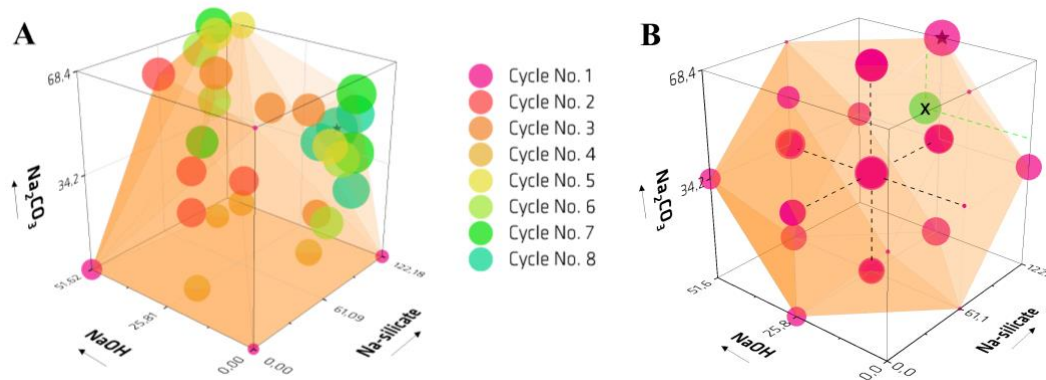 A
68,4
34,2
Na₂CO₃
51,62
25,81
0,00
NaOH
0,00
61,09
122,18
Na-silicate
Cycle No. 1
Cycle No. 2
Cycle No. 3
Cycle No. 4
Cycle No. 5
Cycle No. 6
Cycle No. 7
Cycle No. 8
B
68,4
34,2
Na₂CO₃
51,6
25,8
0,0
NaOH
0,0
61,1
Na-silicate
X